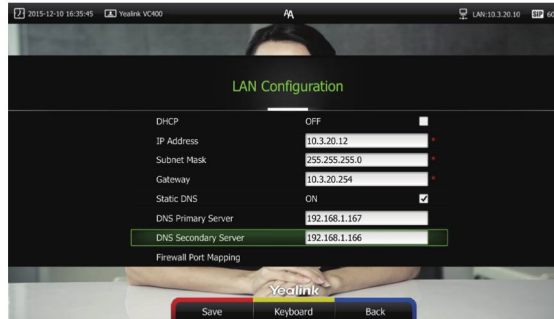 2015-12-10 16:35:45 Yealink VC400 AA LAN:10.3.20.10 SIP 60
LAN Configuration
DHCP OFF
IP Address 10.3.20.12 *
Subnet Mask 255.255.255.0 *
Gateway 10.3.20.254 *
Static DNS ON
DNS Primary Server 192.168.1.167
DNS Secondary Server 192.168.1.166
Firewall Port Mapping
Yealink
Save Keyboard Back